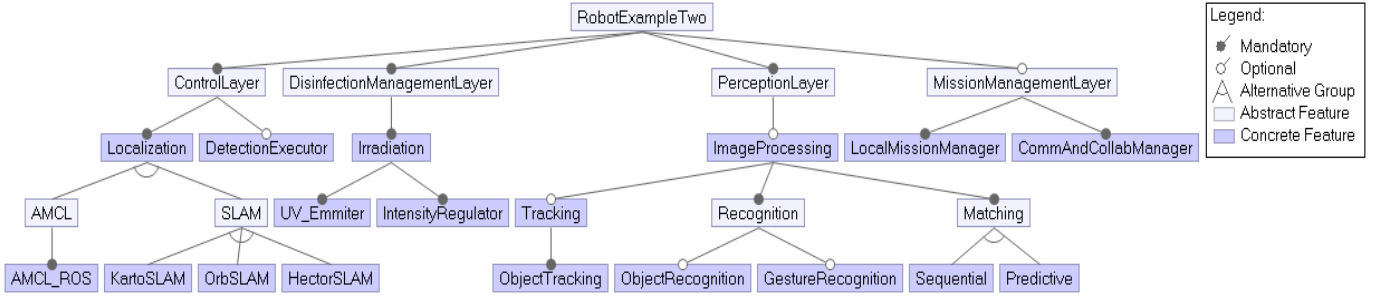 RobotExampleTwo
Legend:
Mandatory
Optional
Alternative Group
Abstract Feature
Concrete Feature
ControlLayer
DisinfectionManagementLayer
PerceptionLayer
MissionManagementLayer
Localization
DetectionExecutor
Irradiation
ImageProcessing
LocalMissionManager
CommAndCollabManager
AMCL
SLAM
UV_Emmiter
IntensityRegulator
Tracking
Recognition
Matching
AMCL_ROS
KartoSLAM
OrbSLAM
HectorSLAM
ObjectTracking
ObjectRecognition
GestureRecognition
Sequential
Predictive